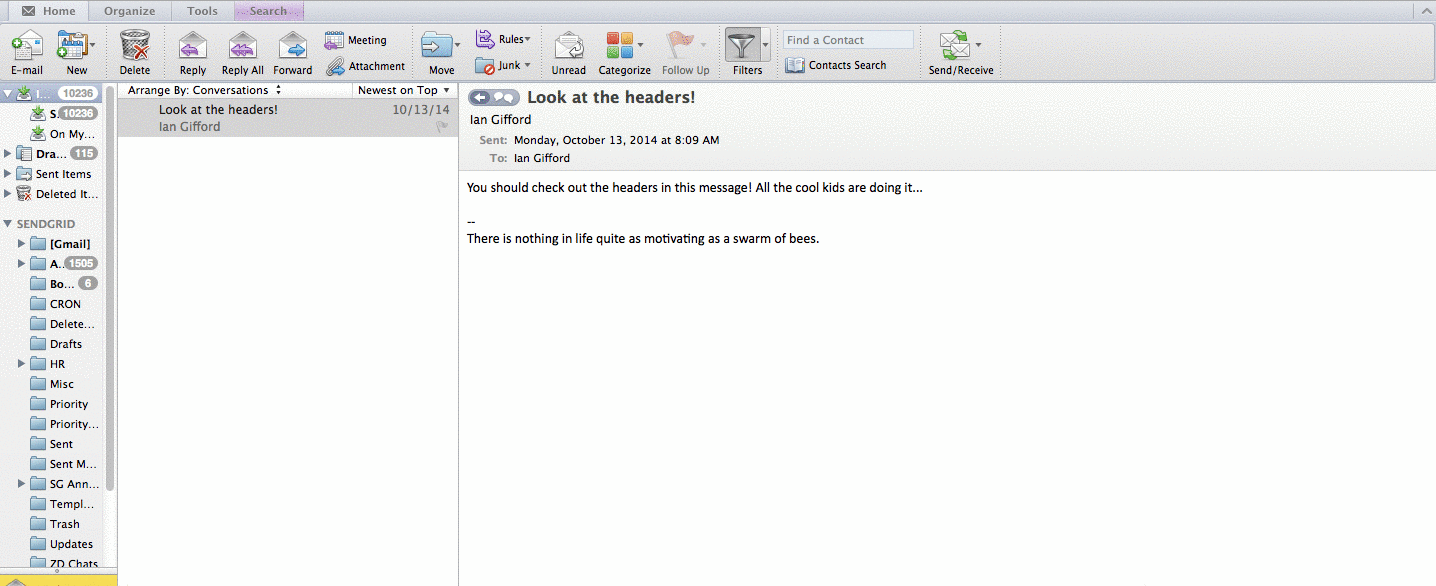 Home Organize Tools Search
E-mail New Delete Reply Reply All Forward Meeting Attachment Move Rules Junk Unread Categorize Follow Up Filters Find a Contact Contacts Search Send/Receive
I... 10236
S. 10236
On My...
Dra... 115
Sent Items
Deleted It...
SENDGRID
[Gmail]
A.. 1505
Bo... 6
CRON
Delete...
Drafts
HR
Misc
Priority
Priority...
Sent
Sent M...
SG Ann...
Templ...
Trash
Updates
ZD Chats
Arrange By: Conversations Newest on Top
Look at the headers! 10/13/14
Ian Gifford
Look at the headers!
Ian Gifford
Sent: Monday, October 13, 2014 at 8:09 AM
To: Ian Gifford
You should check out the headers in this message! All the cool kids are doing it...
--
There is nothing in life quite as motivating as a swarm of bees.